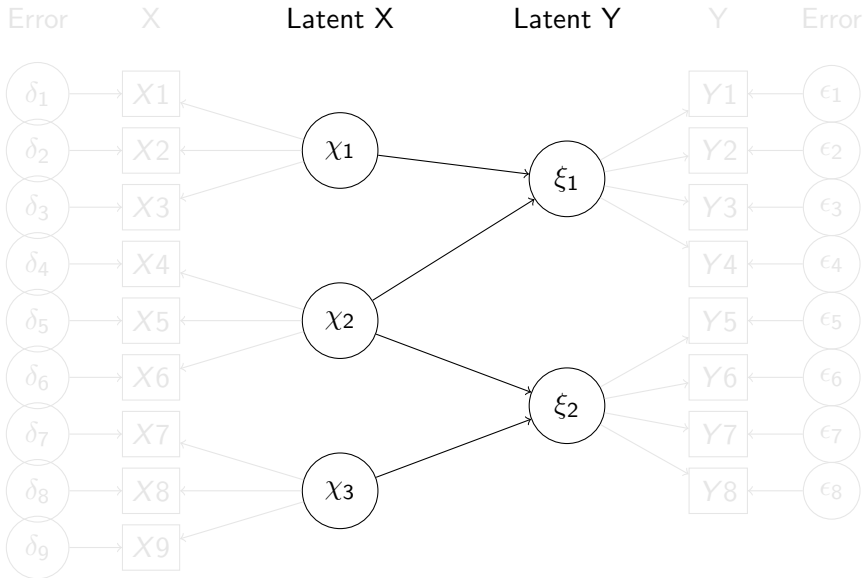 Error X Latent X Latent Y Y Error
δ1 X1 Y1 ϵ1
χ1
δ2 X2 Y2 ϵ2
ξ1
δ3 X3 Y3 ϵ3
δ4 X4 Y4 ϵ4
δ5 X5 χ2 Y5 ϵ5
δ6 X6 Y6 ϵ6
ξ2
δ7 X7 Y7 ϵ7
δ8 X8 χ3 Y8 ϵ8
δ9 X9